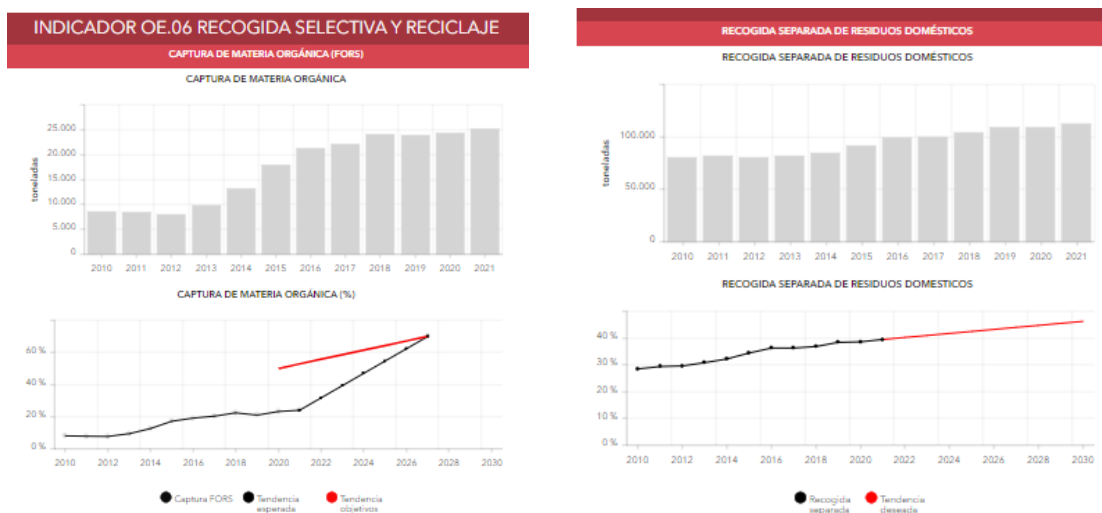 INDICADOR OE.06 RECOGIDA SELECTIVA Y RECICLAJE
CAPTURA DE MATERIA ORGÁNICA (FORS)
CAPTURA DE MATERIA ORGÁNICA
toneladas
25.000
20.000
15.000
10.000
5.000
0
2010 2011 2012 2013 2014 2015 2016 2017 2018 2019 2020 2021
CAPTURA DE MATERIA ORGÁNICA (%)
60 %
40 %
20 %
0 %
2010 2012 2014 2016 2018 2020 2022 2024 2026 2028 2030
Captura FORS Tendencia esperada Tendencia objetivos
RECOGIDA SEPARADA DE RESIDUOS DOMÉSTICOS
RECOGIDA SEPARADA DE RESIDUOS DOMÉSTICOS
toneladas
100.000
50.000
0
2010 2011 2012 2013 2014 2015 2016 2017 2018 2019 2020 2021
RECOGIDA SEPARADA DE RESIDUOS DOMESTICOS
40 %
30 %
20 %
10 %
0 %
2010 2012 2014 2016 2018 2020 2022 2024 2026 2028 2030
Recogida separada Tendencia deseada